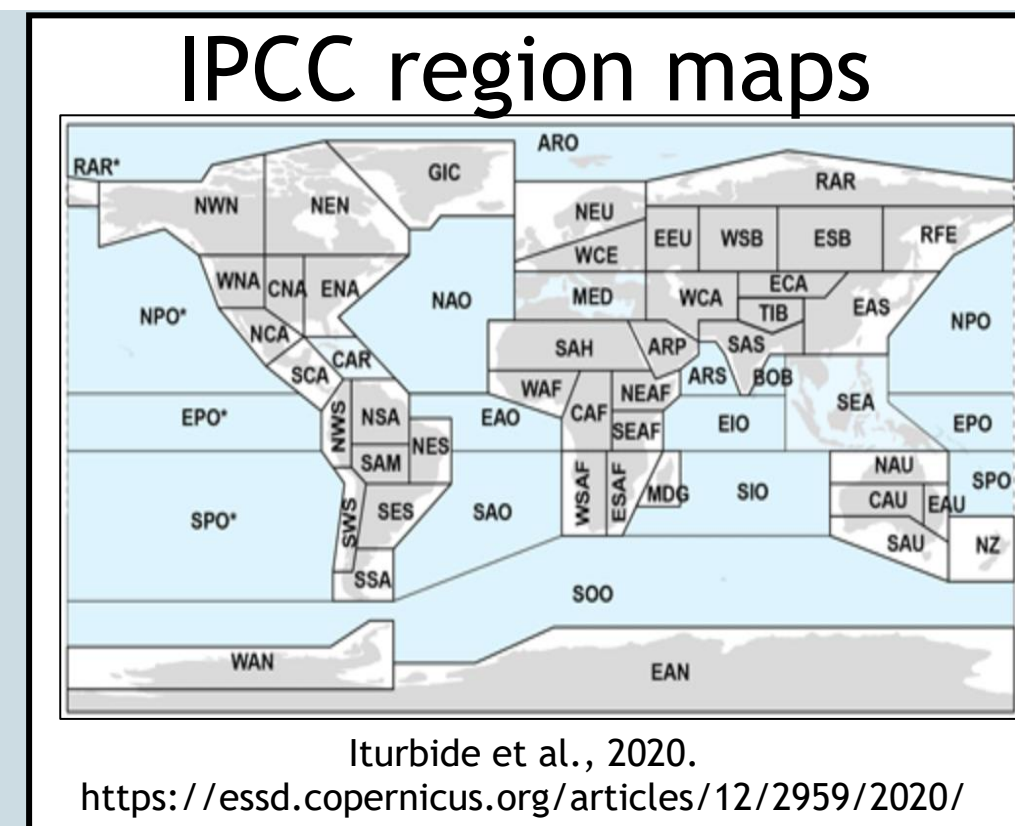 IPCC region maps
ARO
RAR*
GIC
RAR
NWN
NEN
NEU
EEU
WSB
ESB
RFE
WCE
WNA
CNA
ENA
NAO
MED
WCA
ECA
TIB
EAS
NPO*
NPO
NCA
CAR
SAH
ARP
SAS
SCA
WAF
NEAF
ARS
BOB
CAF
SEA
EPO*
NWS
NSA
EAO
SEAF
EIO
EPO
NES
SAM
NAU
WSAF
ESAF
MDG
SIO
SPO
CAU
EAU
SPO*
SWS
SES
SAO
SAU
NZ
SSA
SOO
WAN
EAN
Iturbide et al., 2020.
https://essd.copernicus.org/articles/12/2959/2020/